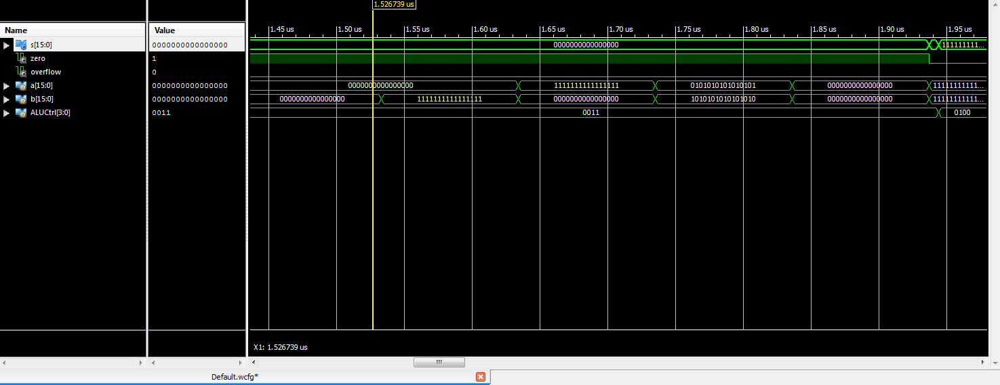 1.526739 us
Name Value 1.45 us 1.50 us 1.55 us 1.60 us 1.65 us 1.70 us 1.75 us 1.80 us 1.85 us 1.90 us 1.95 us
s[15:0] 0000000000000000 0000000000000000 111111111...
zero 1
overflow 0
a[15:0] 0000000000000000 0000000000000000 1111111111111111 0101010101010101 0000000000000000 11111111111...
b[15:0] 0000000000000000 0000000000000000 1111111111111111 0000000000000000 1010101010101010 0000000000000000 11111111111...
ALUCtrl[3:0] 0011 0011 0100
X1: 1.526739 us
Default.wcfg*